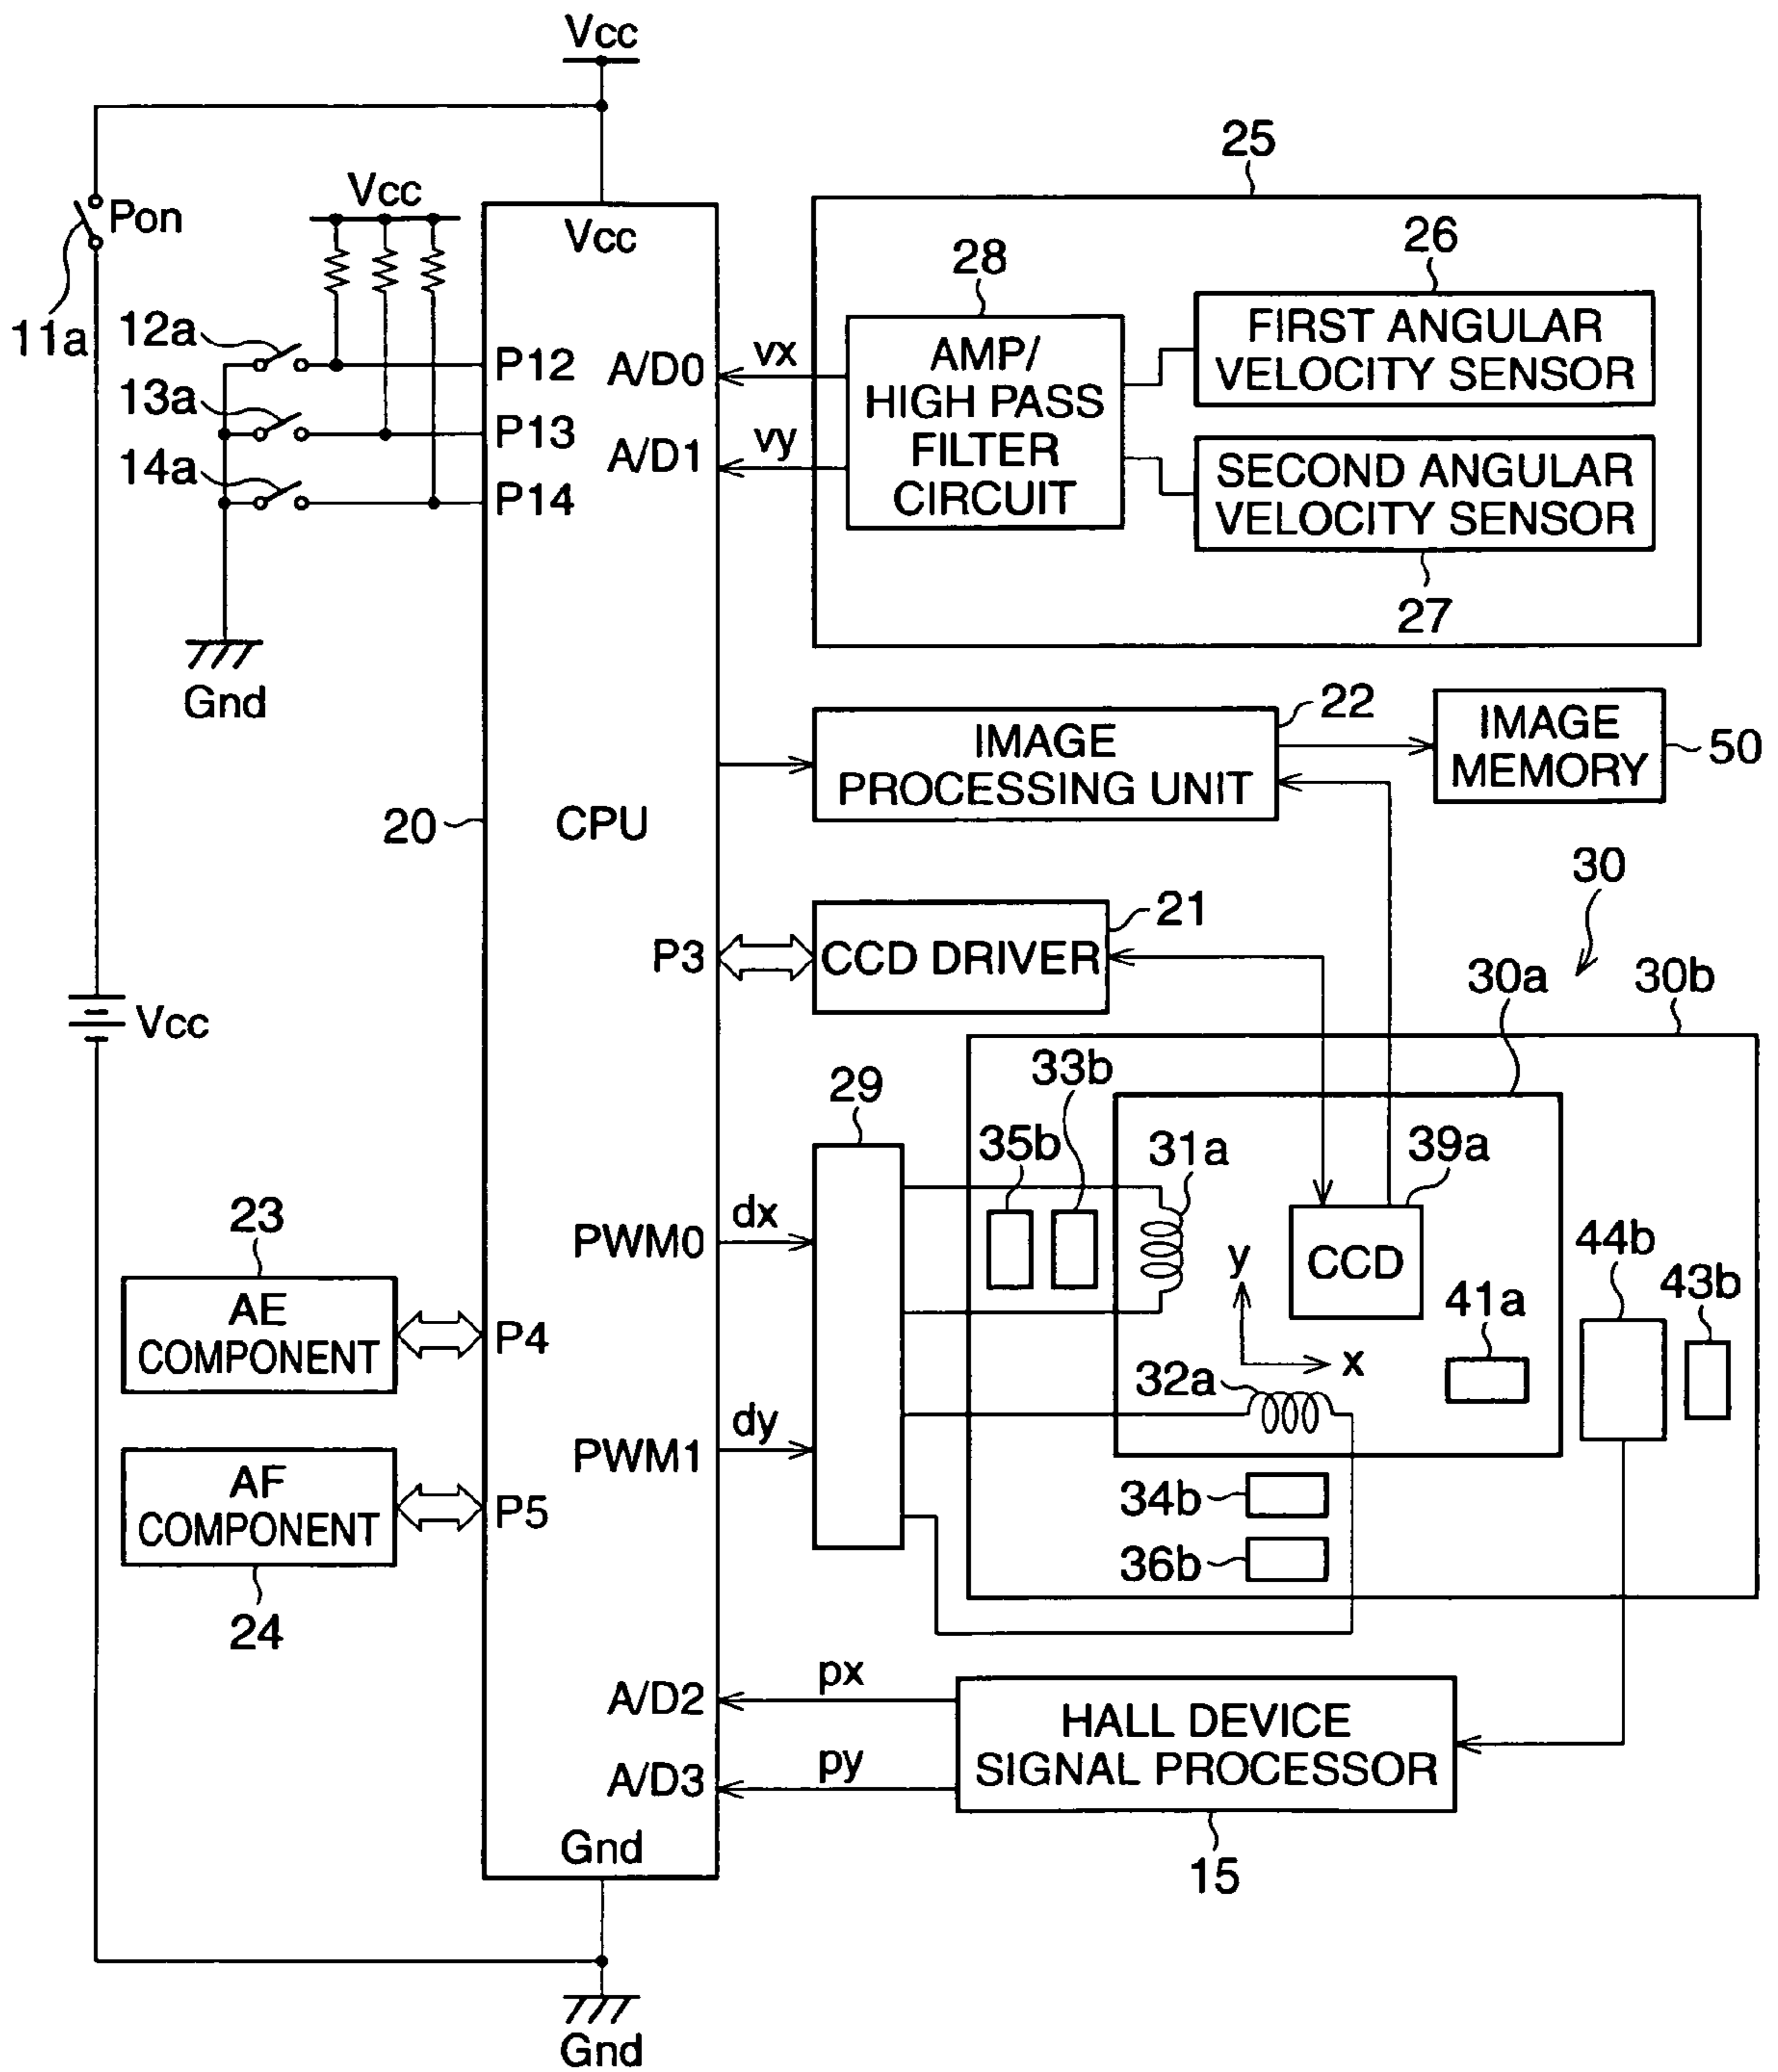 Vcc
Pon
11a
Vcc
12a
13a
14a
Gnd
Vcc
P12
P13
P14
A/D0
A/D1
vx
vy
25
28
AMP/
HIGH PASS
FILTER
CIRCUIT
26
FIRST ANGULAR
VELOCITY SENSOR
SECOND ANGULAR
VELOCITY SENSOR
27
20
CPU
22
IMAGE
PROCESSING UNIT
IMAGE
MEMORY
50
P3
21
CCD DRIVER
30
30a
30b
Vcc
29
33b
35b
31a
39a
CCD
y
x
41a
44b
43b
32a
34b
36b
23
AE
COMPONENT
P4
AF
COMPONENT
P5
24
PWM0
dx
PWM1
dy
A/D2
px
A/D3
py
HALL DEVICE
SIGNAL PROCESSOR
15
Gnd
Gnd